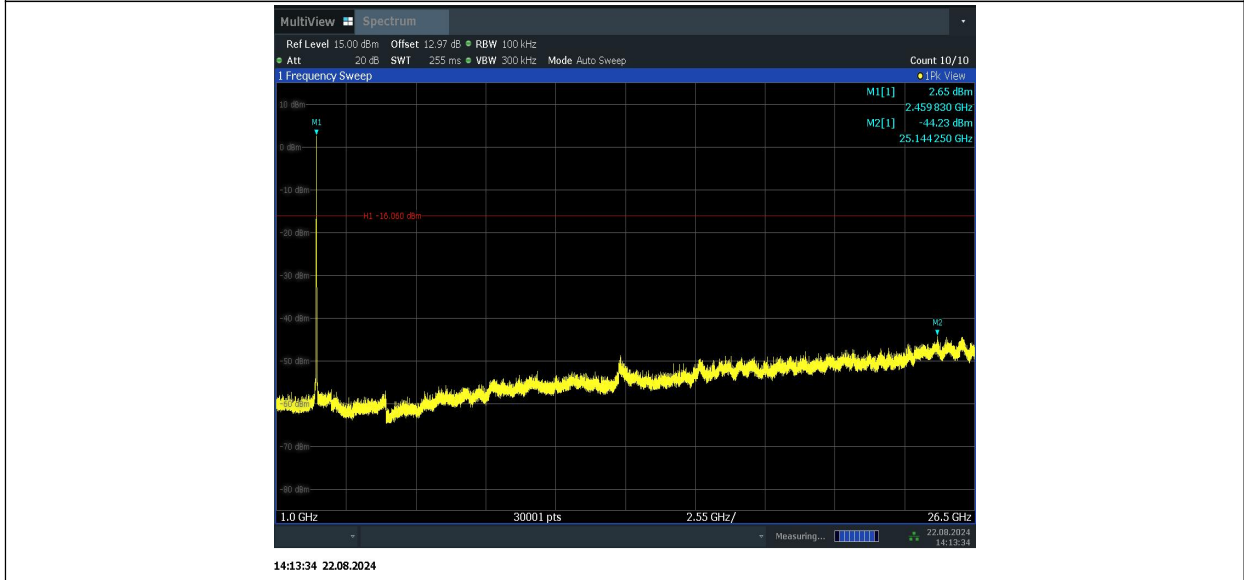 MultiView Spectrum
Ref Level 15.00 dBm Offset 12.97 dB RBW 100 kHz
Att 20 dB SWT 255 ms VBW 300 kHz Mode Auto Sweep Count 10/10
1 Frequency Sweep 1Pk View
M1[1] 2.65 dBm
2.459 830 GHz
M2[1] -44.23 dBm
25.144 250 GHz
10 dBm
M1
0 dBm
-10 dBm
H1 -16.080 dBm
-20 dBm
-30 dBm
-40 dBm
M2
-50 dBm
-60 dBm
-70 dBm
-80 dBm
1.0 GHz 30001 pts 2.55 GHz/ 26.5 GHz
Measuring... 22.08.2024
14:13:34
14:13:34 22.08.2024